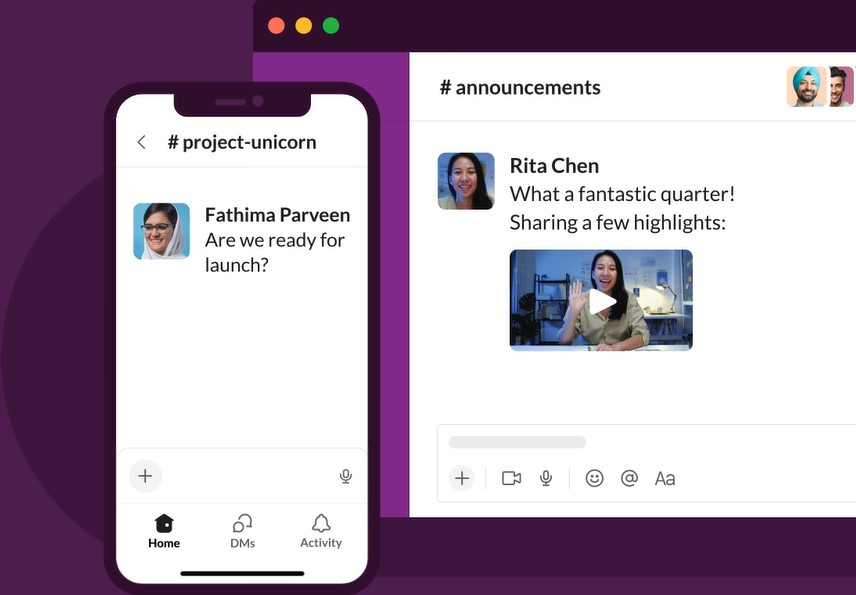 # project-unicorn
Fathima Parveen
Are we ready for
launch?
Home
DMs
Activity
# announcements
Rita Chen
What a fantastic quarter!
Sharing a few highlights:
@
Aa